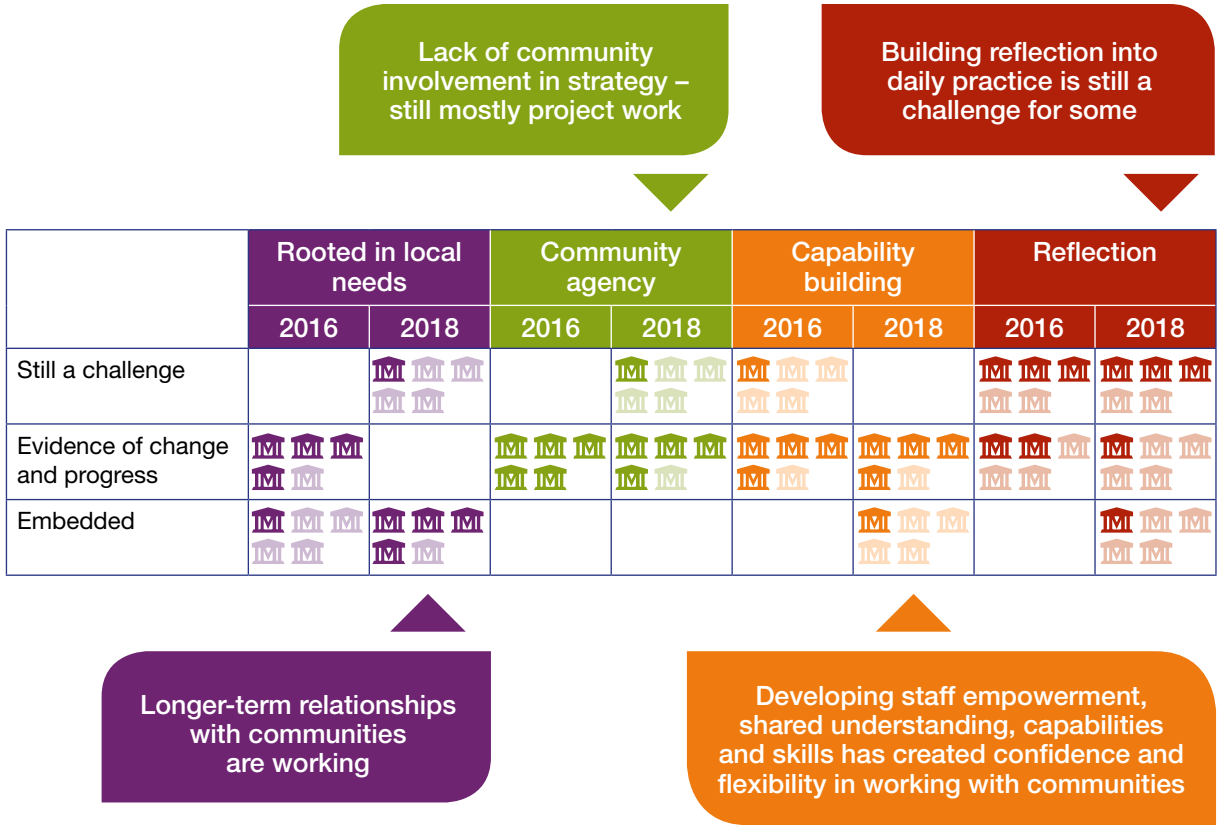 Lack of community
involvement in strategy –
still mostly project work
Building reflection into
daily practice is still a
challenge for some
Rooted in local
needs
Community
agency
Capability
building
Reflection
2016
2018
2016
2018
2016
2018
2016
2018
Still a challenge
Evidence of change
and progress
Embedded
Longer-term relationships
with communities
are working
Developing staff empowerment,
shared understanding, capabilities
and skills has created confidence and
flexibility in working with communities